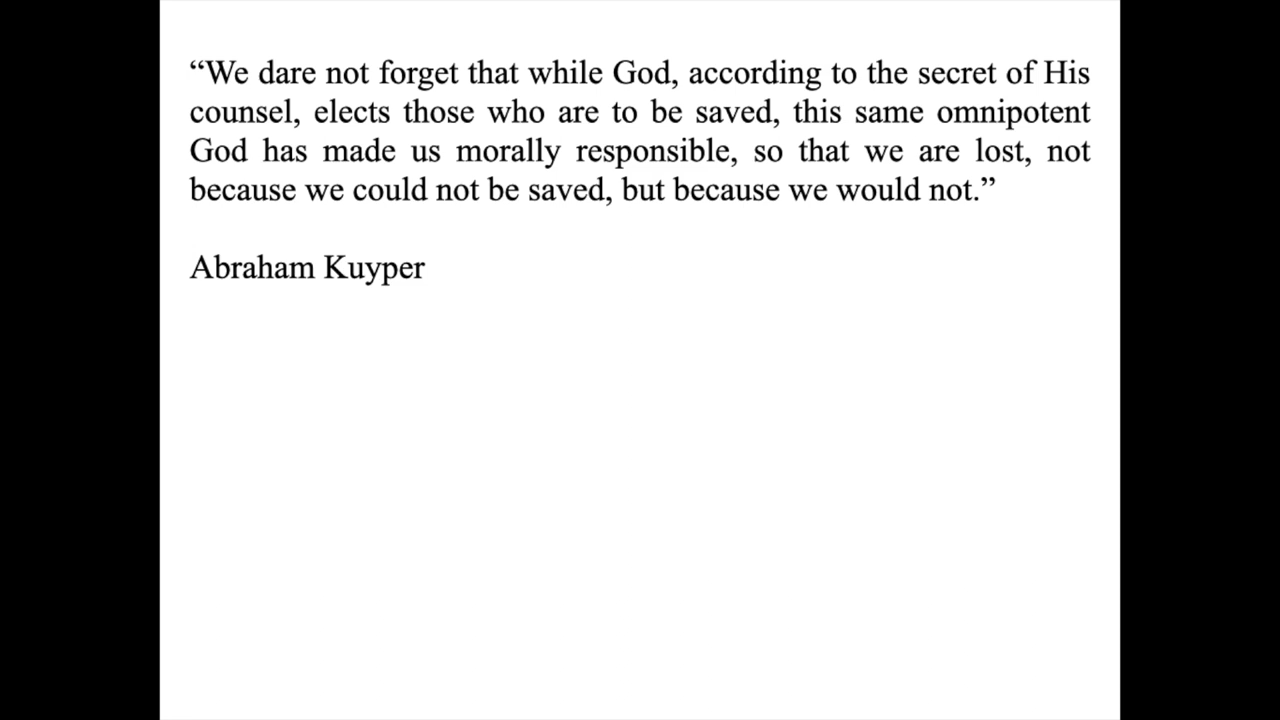 “We dare not forget that while God, according to the secret of His
counsel, elects those who are to be saved, this same omnipotent
God has made us morally responsible, so that we are lost, not
because we could not be saved, but because we would not.”
Abraham Kuyper